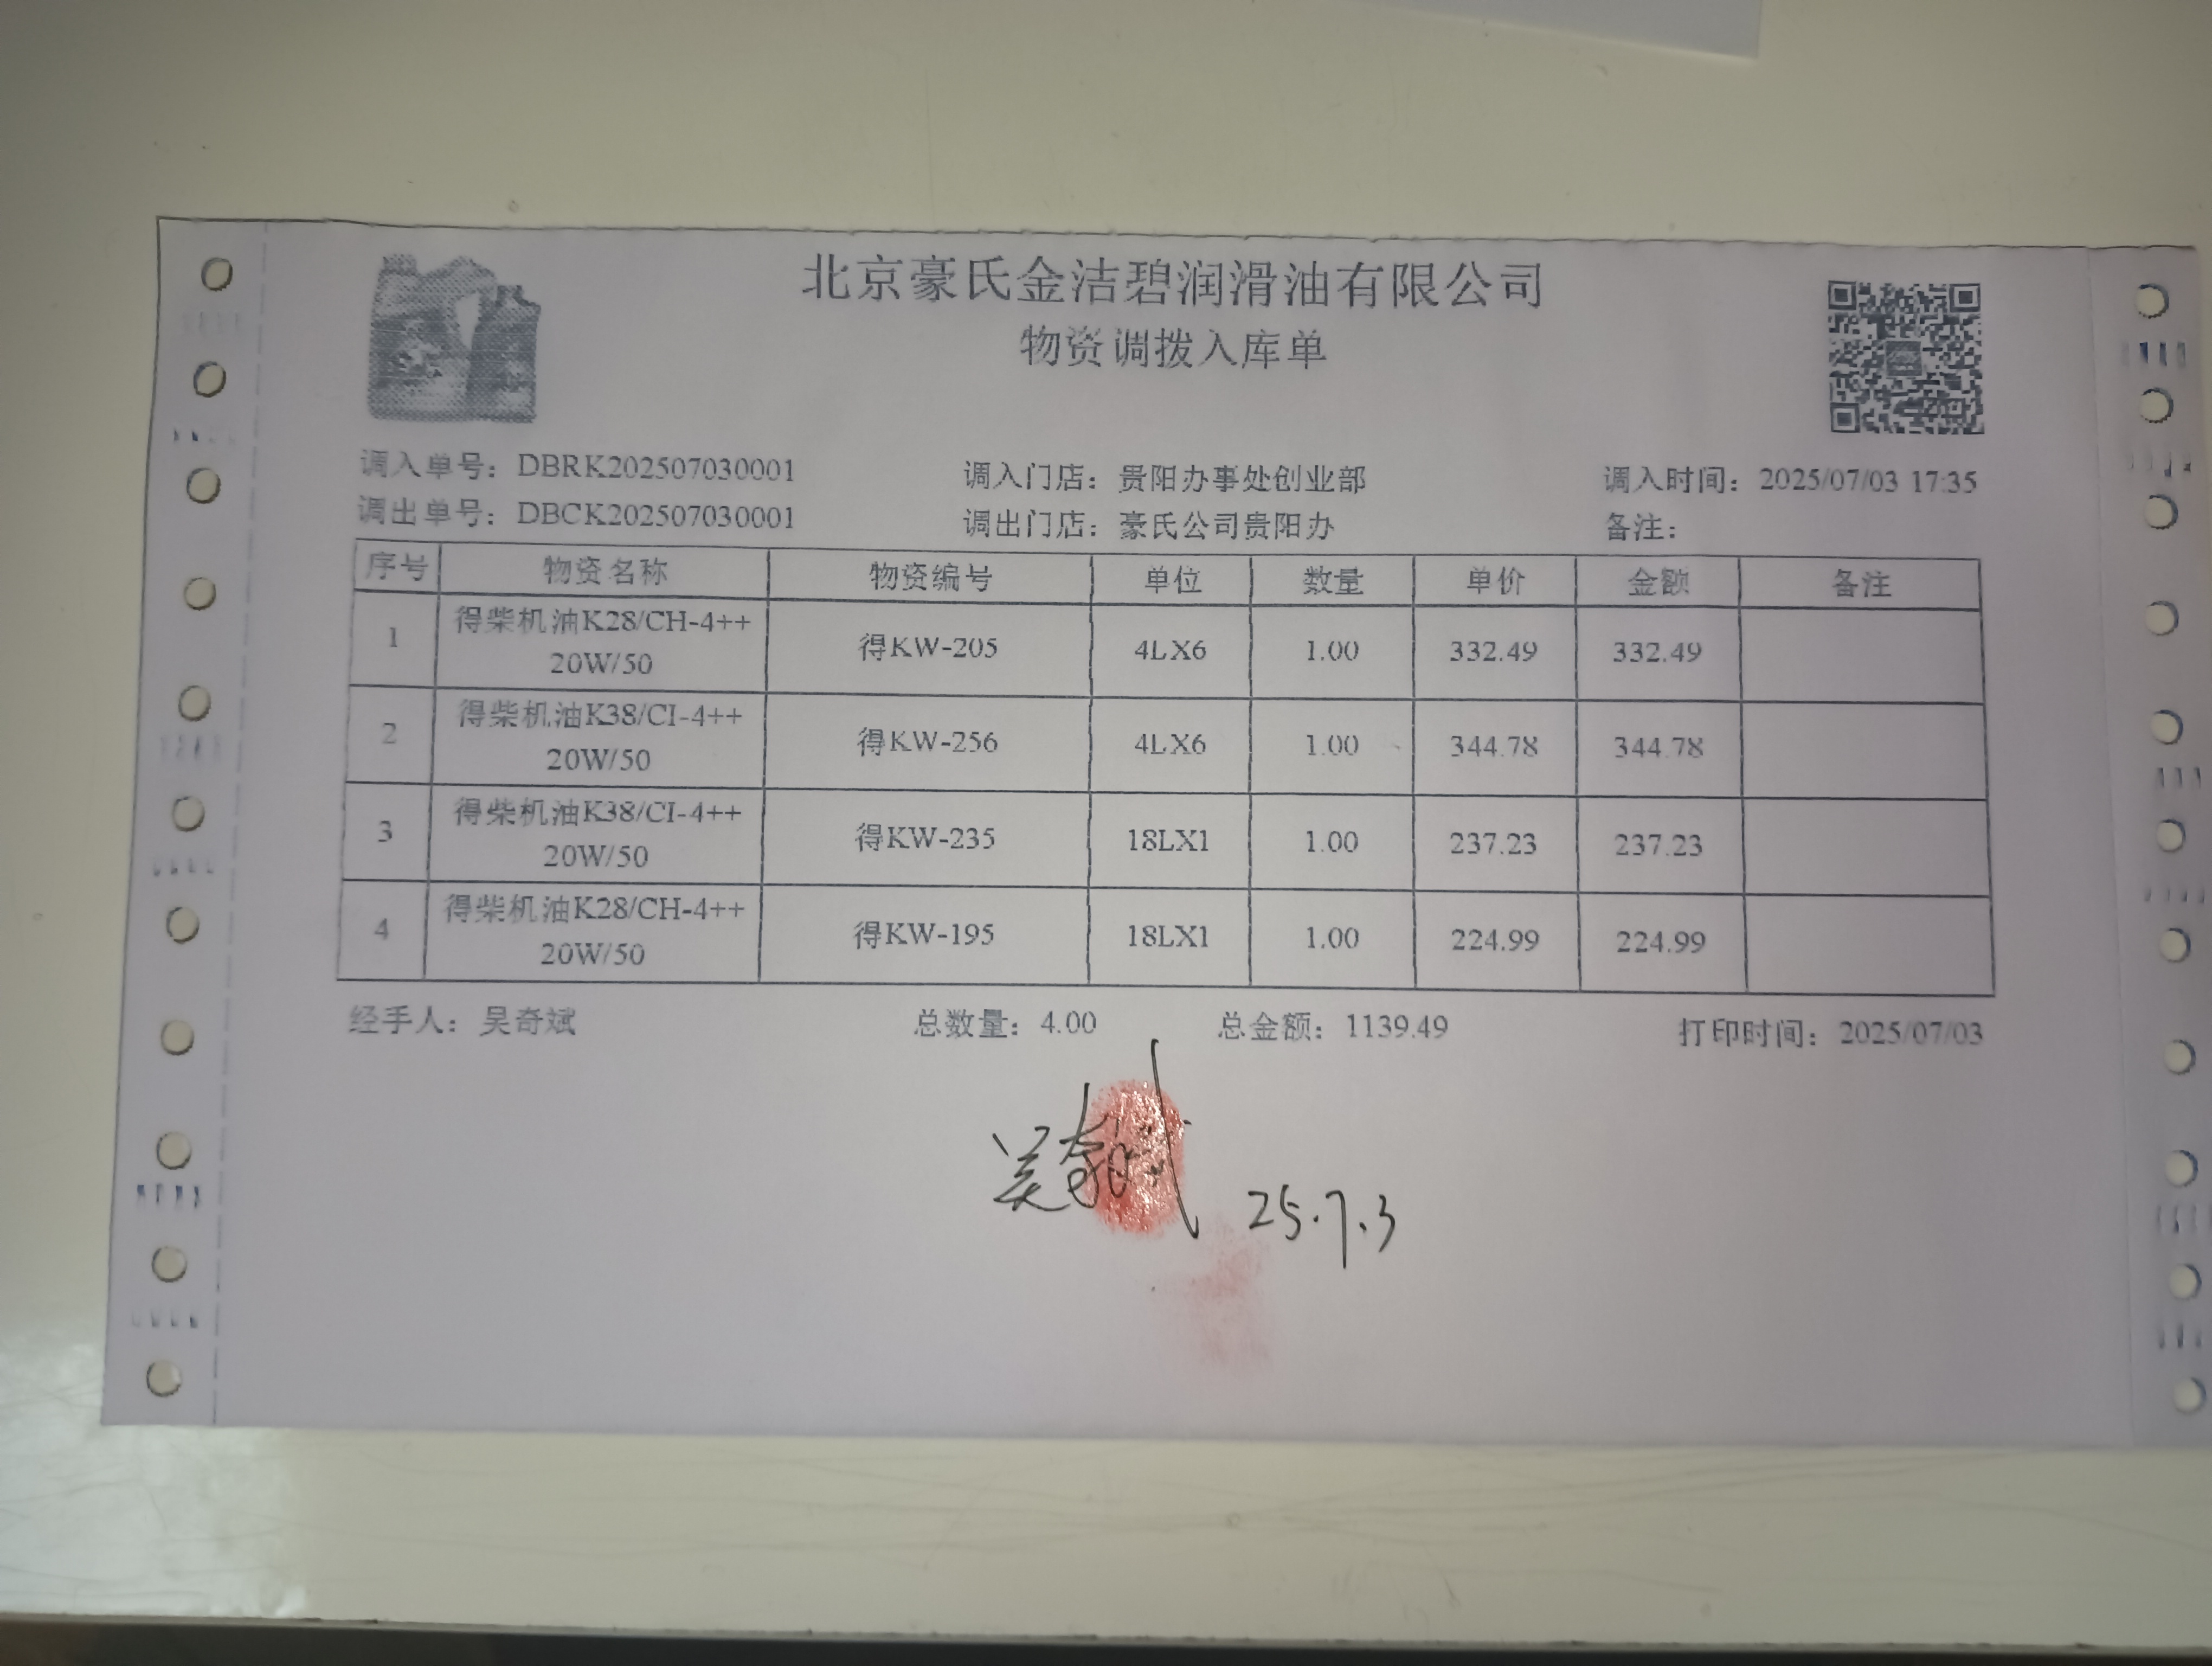 北京豪氏金洁碧润滑油有限公司
物资调拨入库单
调入单号：DBRK202507030001 调入门店：贵阳办事处创业部 调入时间：2025/07/03 17:35
调出单号：DBCK202507030001 调出门店：豪氏公司贵阳办 备注：
序号 物资名称 物资编号 单位 数量 单价 金额 备注
1 得柴机油K28/CH-4++ 20W/50 得KW-205 4LX6 1.00 332.49 332.49
2 得柴机油K38/CI-4++ 20W/50 得KW-256 4LX6 1.00 344.78 344.78
3 得柴机油K38/CI-4++ 20W/50 得KW-235 18LX1 1.00 237.23 237.23
4 得柴机油K28/CH-4++ 20W/50 得KW-195 18LX1 1.00 224.99 224.99
经手人：吴奇斌 总数量：4.00 总金额：1139.49 打印时间：2025/07/03
吴奇斌 25.7.3